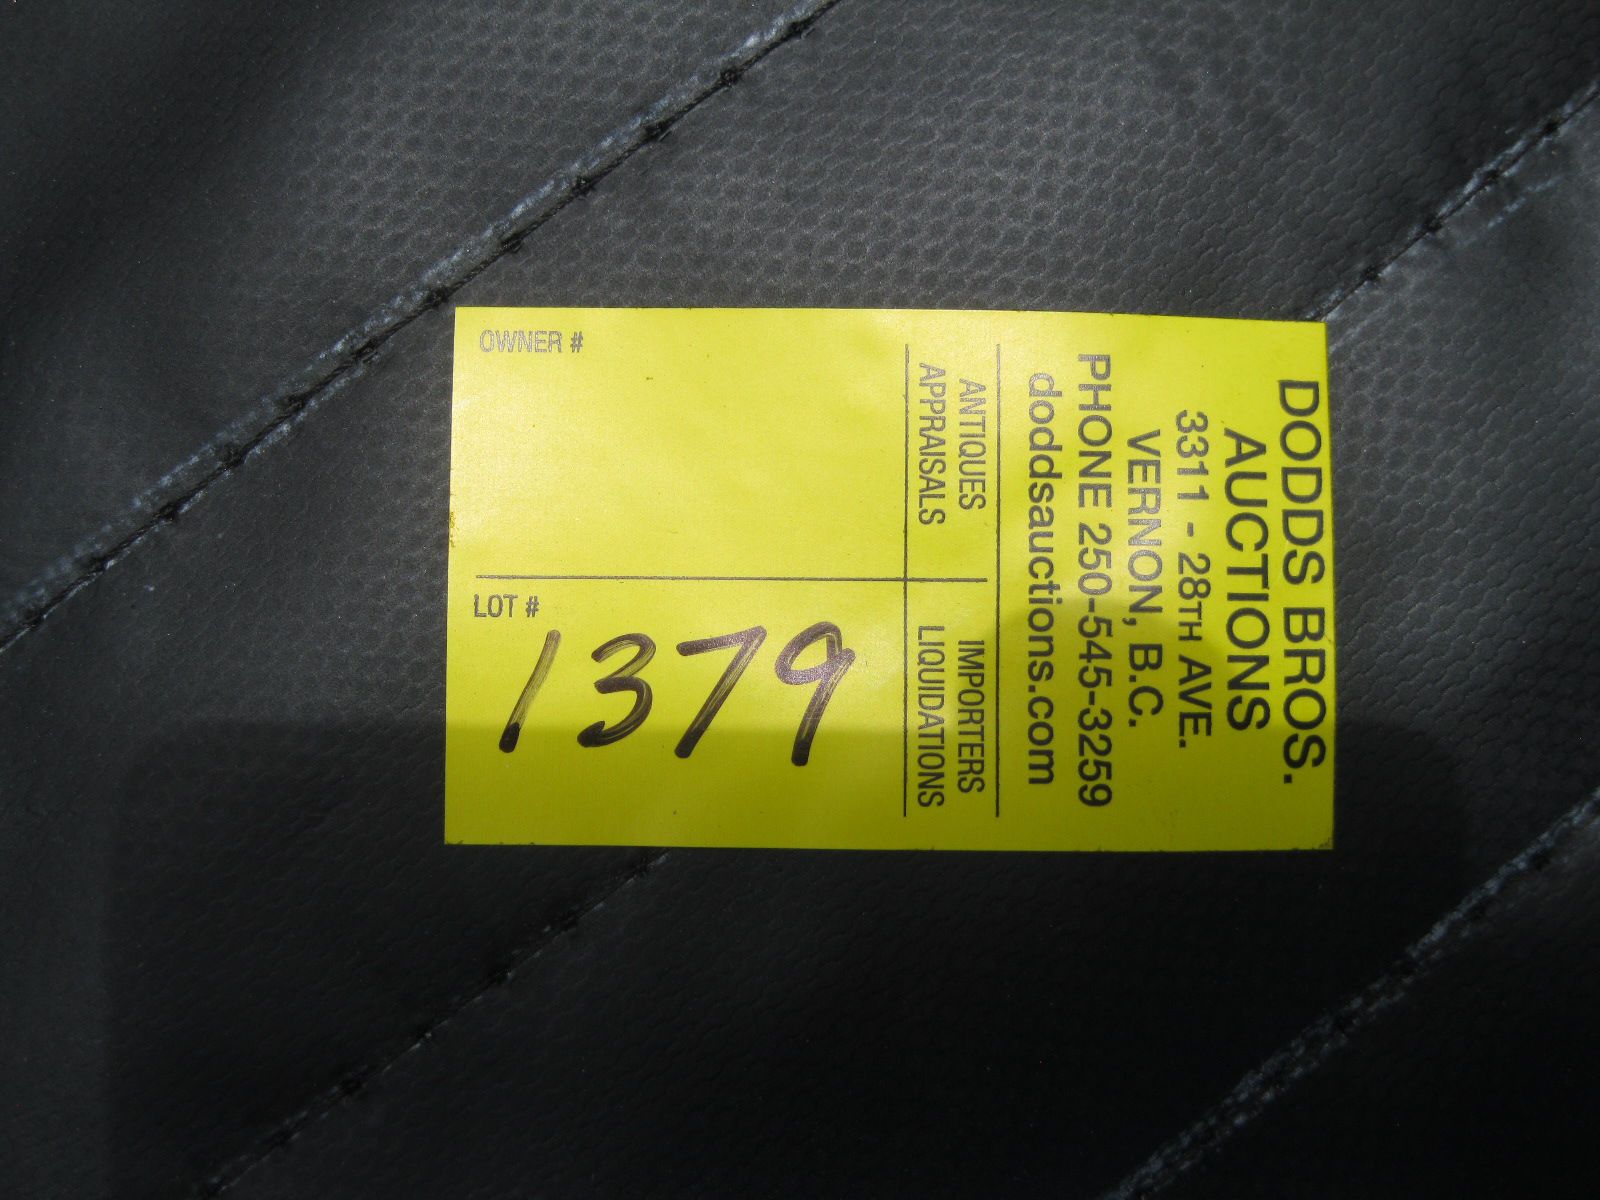 DODDS BROS.
AUCTIONS
3311 - 28TH AVE.
VERNON, B.C.
PHONE 250-545-3259
doddsauctions.com
ANTIQUES
APPRAISALS
IMPORTERS
LIQUIDATIONS
OWNER #
LOT #
1379